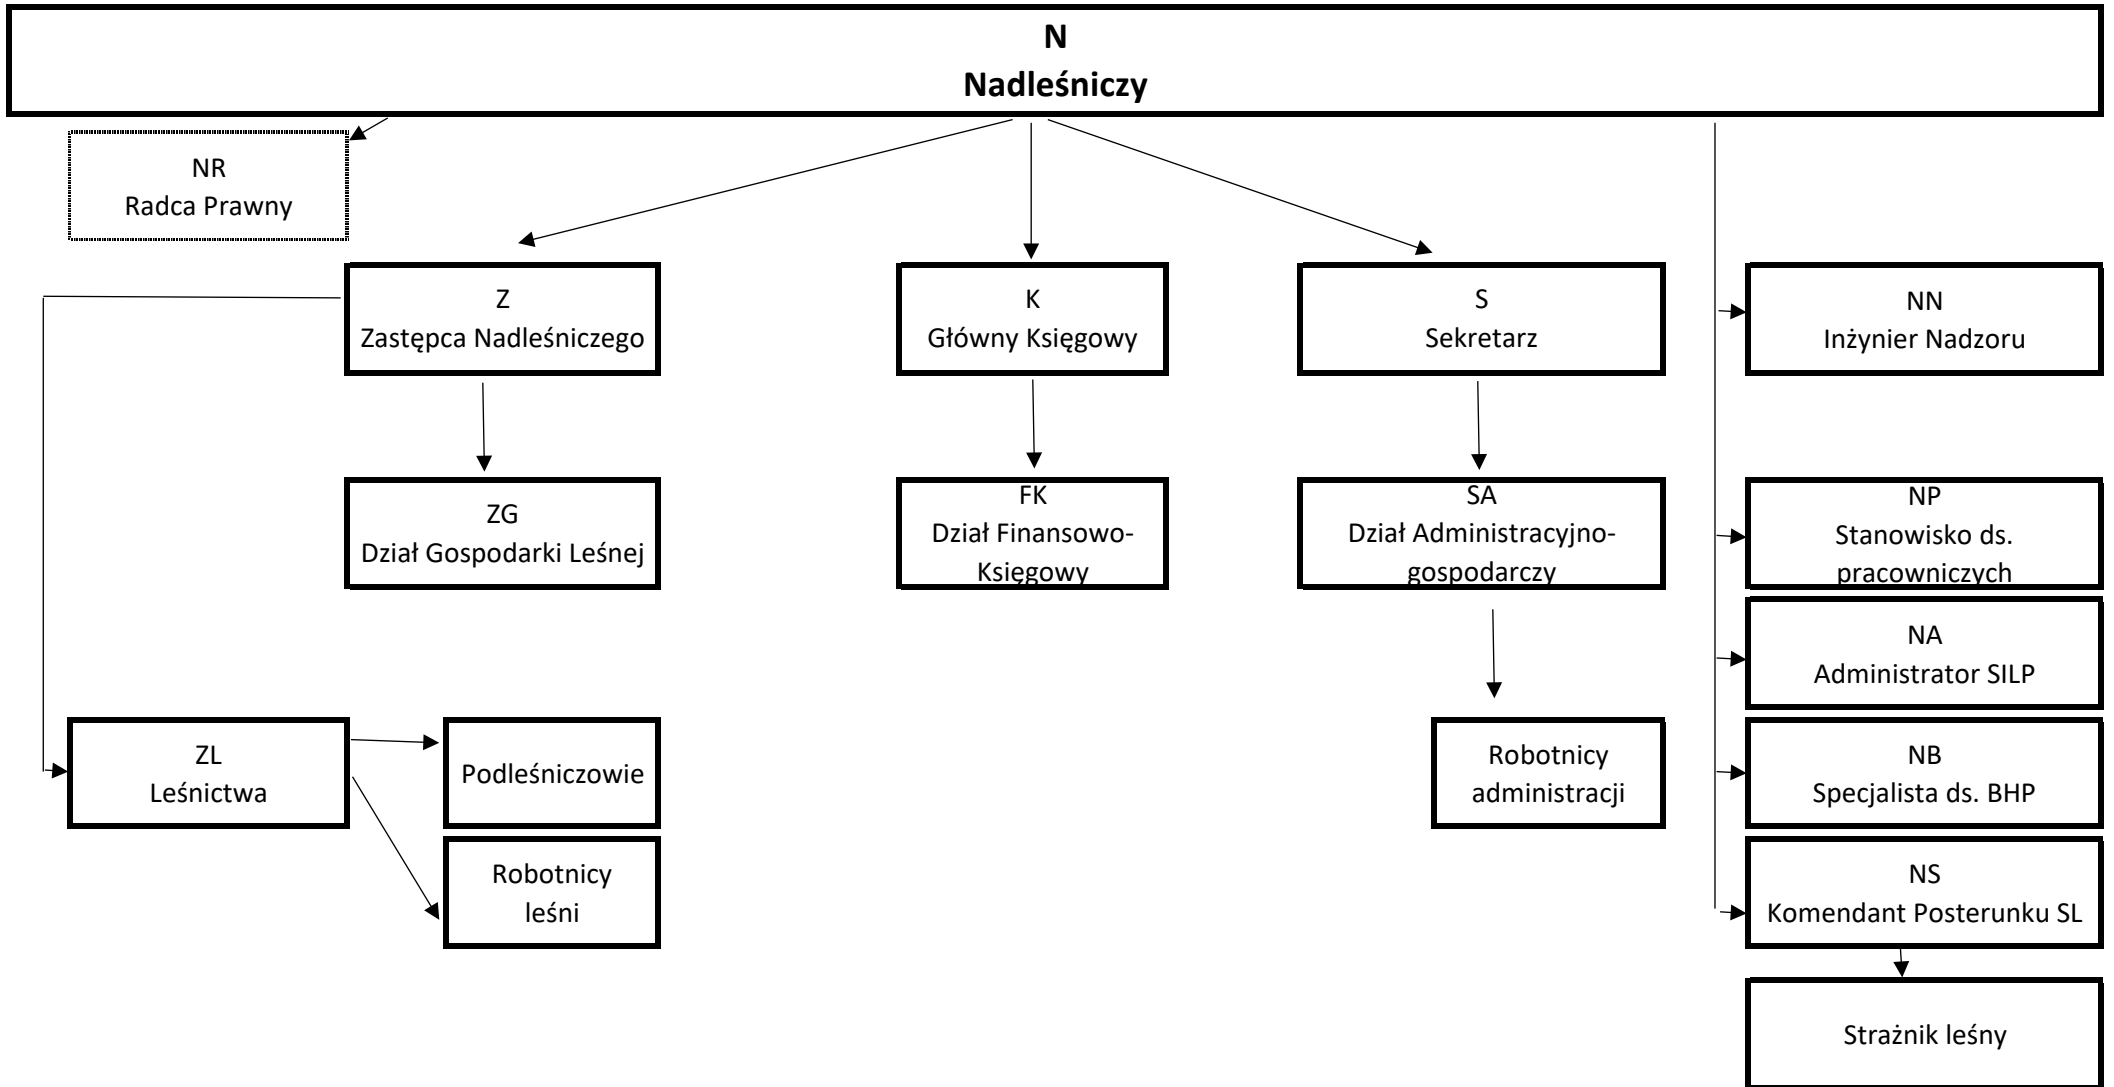 N
Nadleśniczy
NR
Radca Prawny
Z
Zastępca Nadleśniczego
K
Główny Księgowy
S
Sekretarz
NN
Inżynier Nadzoru
ZG
Dział Gospodarki Leśnej
FK
Dział Finansowo-
Księgowy
SA
Dział Administracyjno-
gospodarczy
NP
Stanowisko ds.
pracowniczych
NA
Administrator SILP
ZL
Leśnictwa
Podleśniczowie
Robotnicy
administracji
NB
Specjalista ds. BHP
Robotnicy
leśni
NS
Komendant Posterunku SL
Strażnik leśny